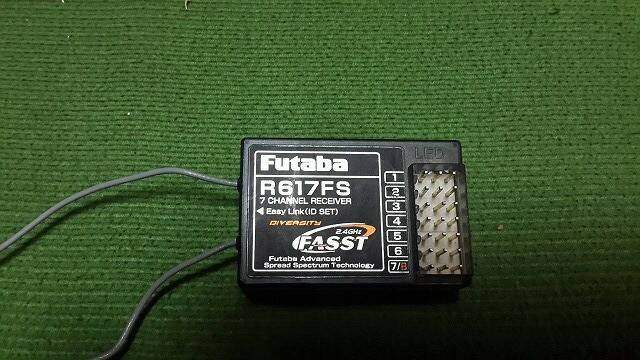 Futaba
R617FS
7 CHANNEL RECEIVER
Easy Link(ID SET)
DIVERSITY
2.4GHz
FASST
Futaba Advanced
Spread Spectrum Technology
LED
1
2
3
4
5
6
7/B